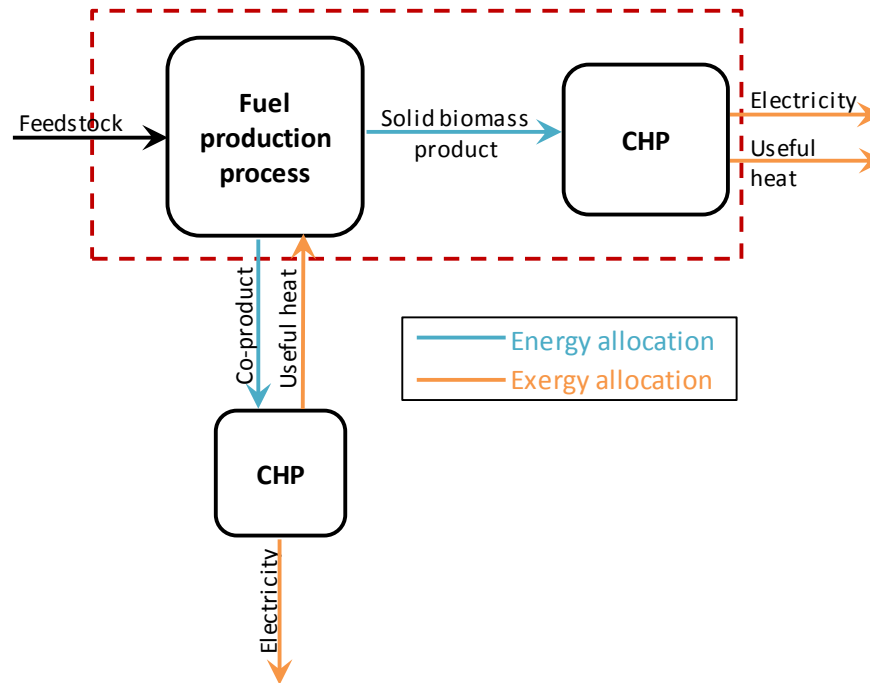 Feedstock
Fuel
production
process
Solid biomass
product
CHP
Electricity
Useful
heat
Co-product
Useful heat
Energy allocation
Exergy allocation
CHP
Electricity